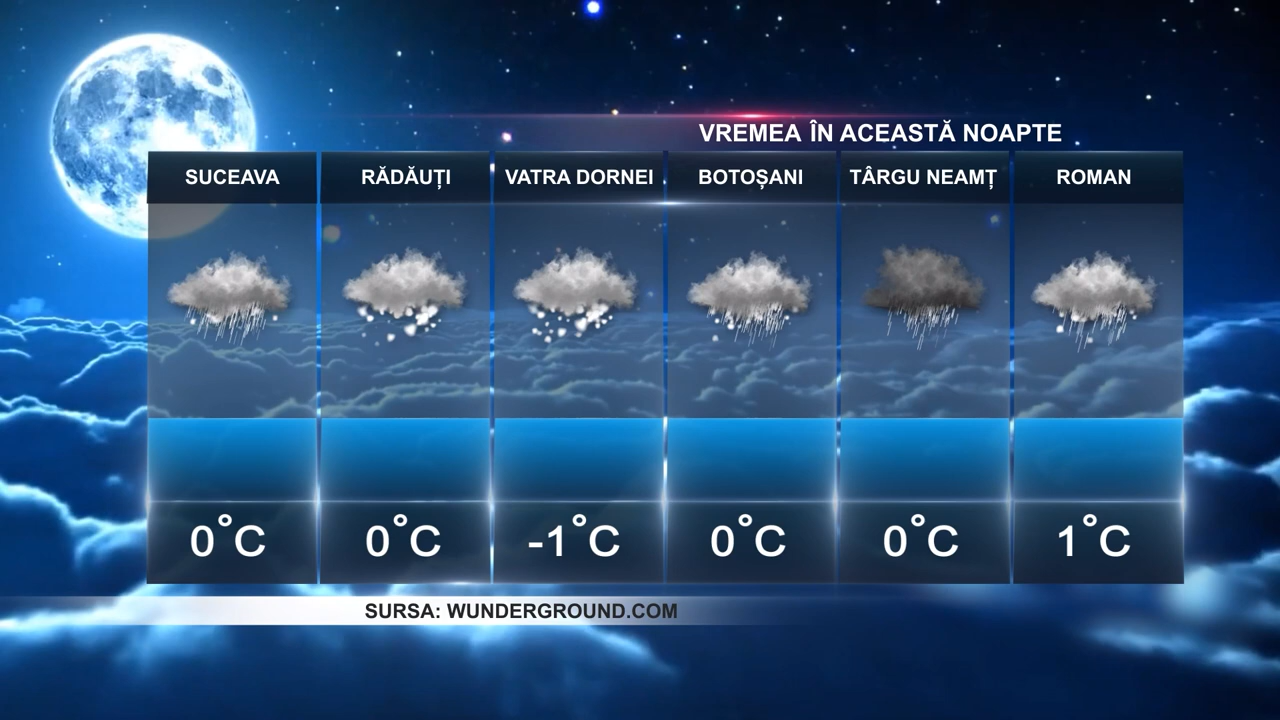 VREMEA ÎN ACEASTĂ NOAPTE
SUCEAVA
RĂDĂUȚI
VATRA DORNEI
BOTOȘANI
TÂRGU NEAMȚ
ROMAN
0°C
0°C
-1°C
0°C
0°C
1°C
SURSA: WUNDERGROUND.COM